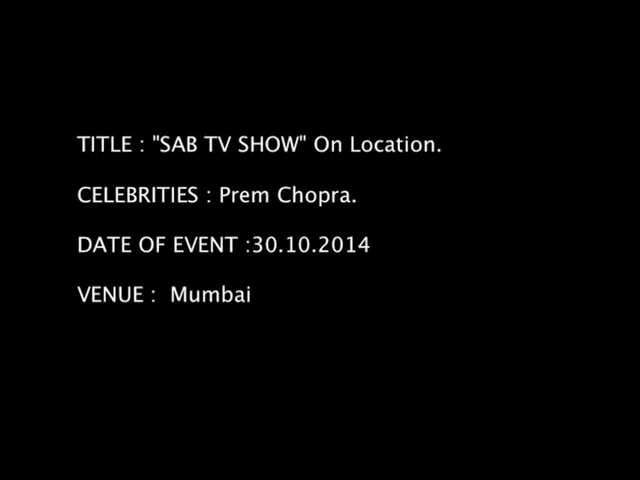 TITLE : "SAB TV SHOW" On Location.
CELEBRITIES : Prem Chopra.
DATE OF EVENT :30.10.2014
VENUE :  Mumbai